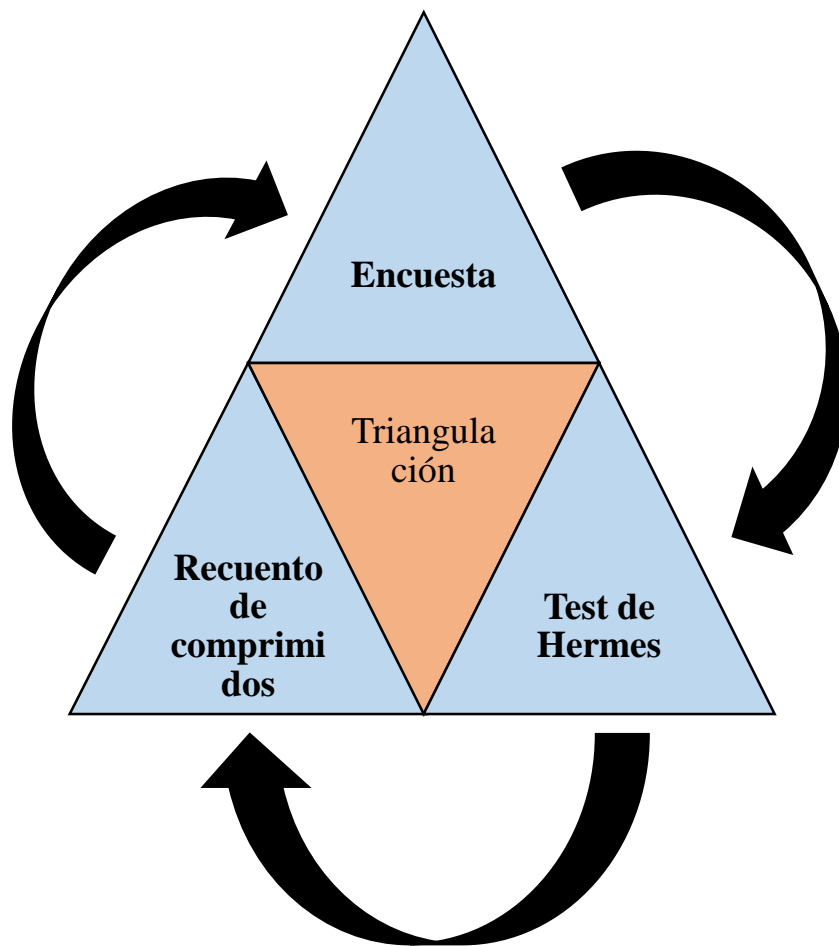 Encuesta
Triangula
ción
Recuento
de
comprimi
dos
Test de
Hermes